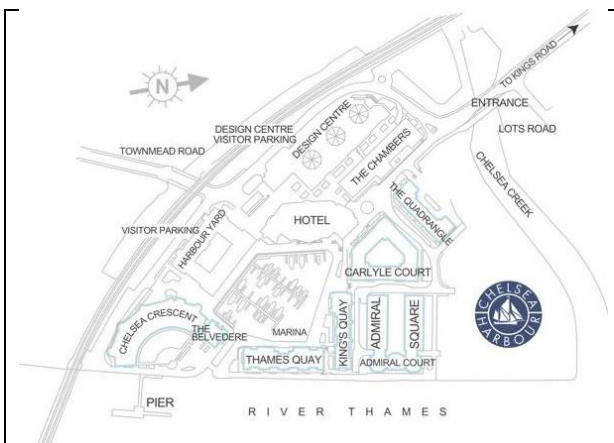 TO KINGS ROAD
N
ENTRANCE
DESIGN CENTRE
VISITOR PARKING
DESIGN CENTRE
LOTS ROAD
TOWNMEAD ROAD
THE CHAMBERS
CHELSEA CREEK
THE QUADRANGLE
HOTEL
VISITOR PARKING
HARBOUR YARD
CARLYLE COURT
CHELSEA
HARBOUR
CHELSEA CRESCENT
THE
BELVEDERE
MARINA
KING'S QUAY
ADMIRAL
SQUARE
THAMES QUAY
ADMIRAL COURT
PIER
RIVER THAMES